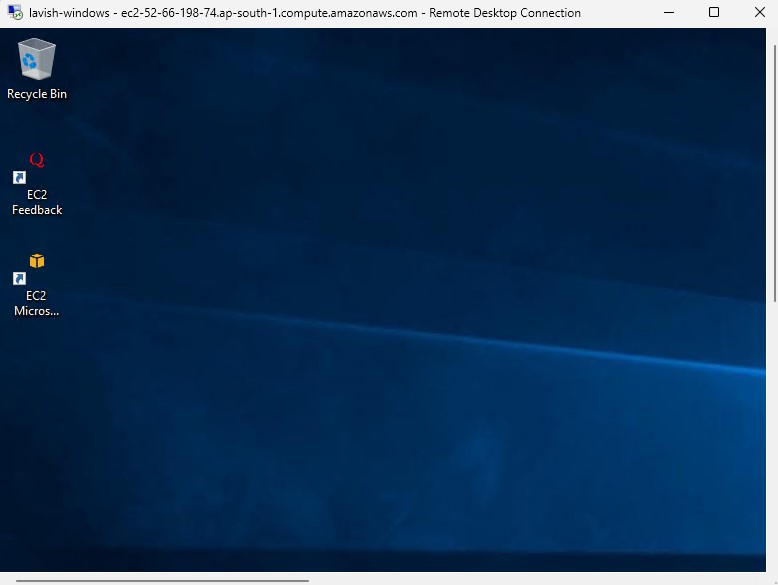 lavish-windows - ec2-52-66-198-74.ap-south-1.compute.amazonaws.com - Remote Desktop Connection
Recycle Bin
Q
EC2
Feedback
EC2
Micros...